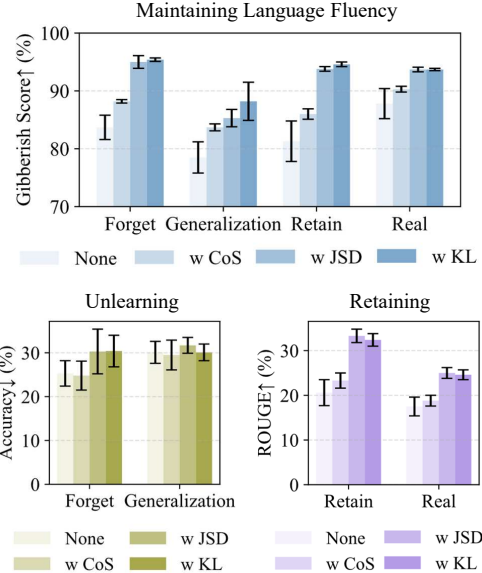 Maintaining Language Fluency
Gibberish Score↑ (%)
100
90
80
70
Forget Generalization Retain Real
None w CoS w JSD w KL
Unlearning
Accuracy↓ (%)
30
20
10
0
Forget Generalization
None w JSD
w CoS w KL
Retaining
ROUGE↑ (%)
30
20
10
0
Retain Real
None w JSD
w CoS w KL